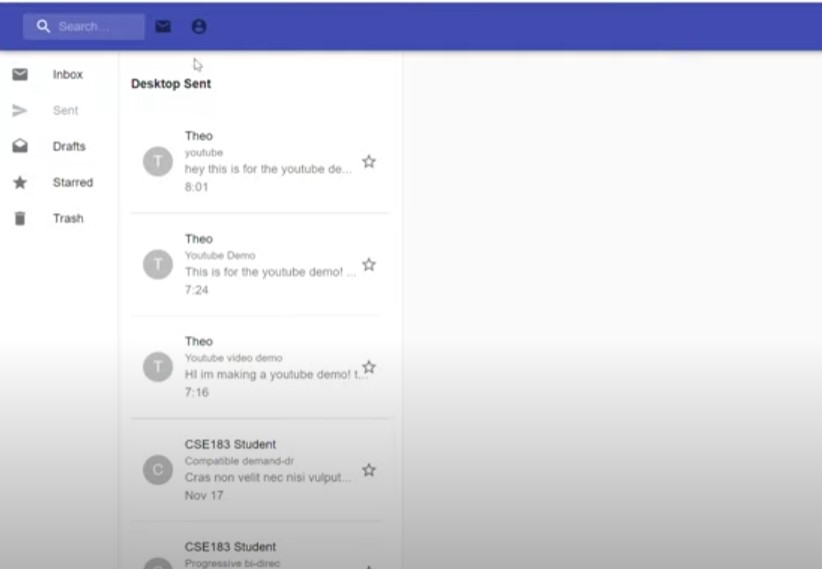 Search...
Inbox
Sent
Drafts
Starred
Trash
Desktop Sent
T
Theo
youtube
hey this is for the youtube de...
8:01
T
Theo
Youtube Demo
This is for the youtube demo! ...
7:24
T
Theo
Youtube video demo
HI im making a youtube demo! t...
7:16
C
CSE183 Student
Compatible demand-dr
Cras non velit nec nisi vulput...
Nov 17
CSE183 Student
Progressive bi-direc